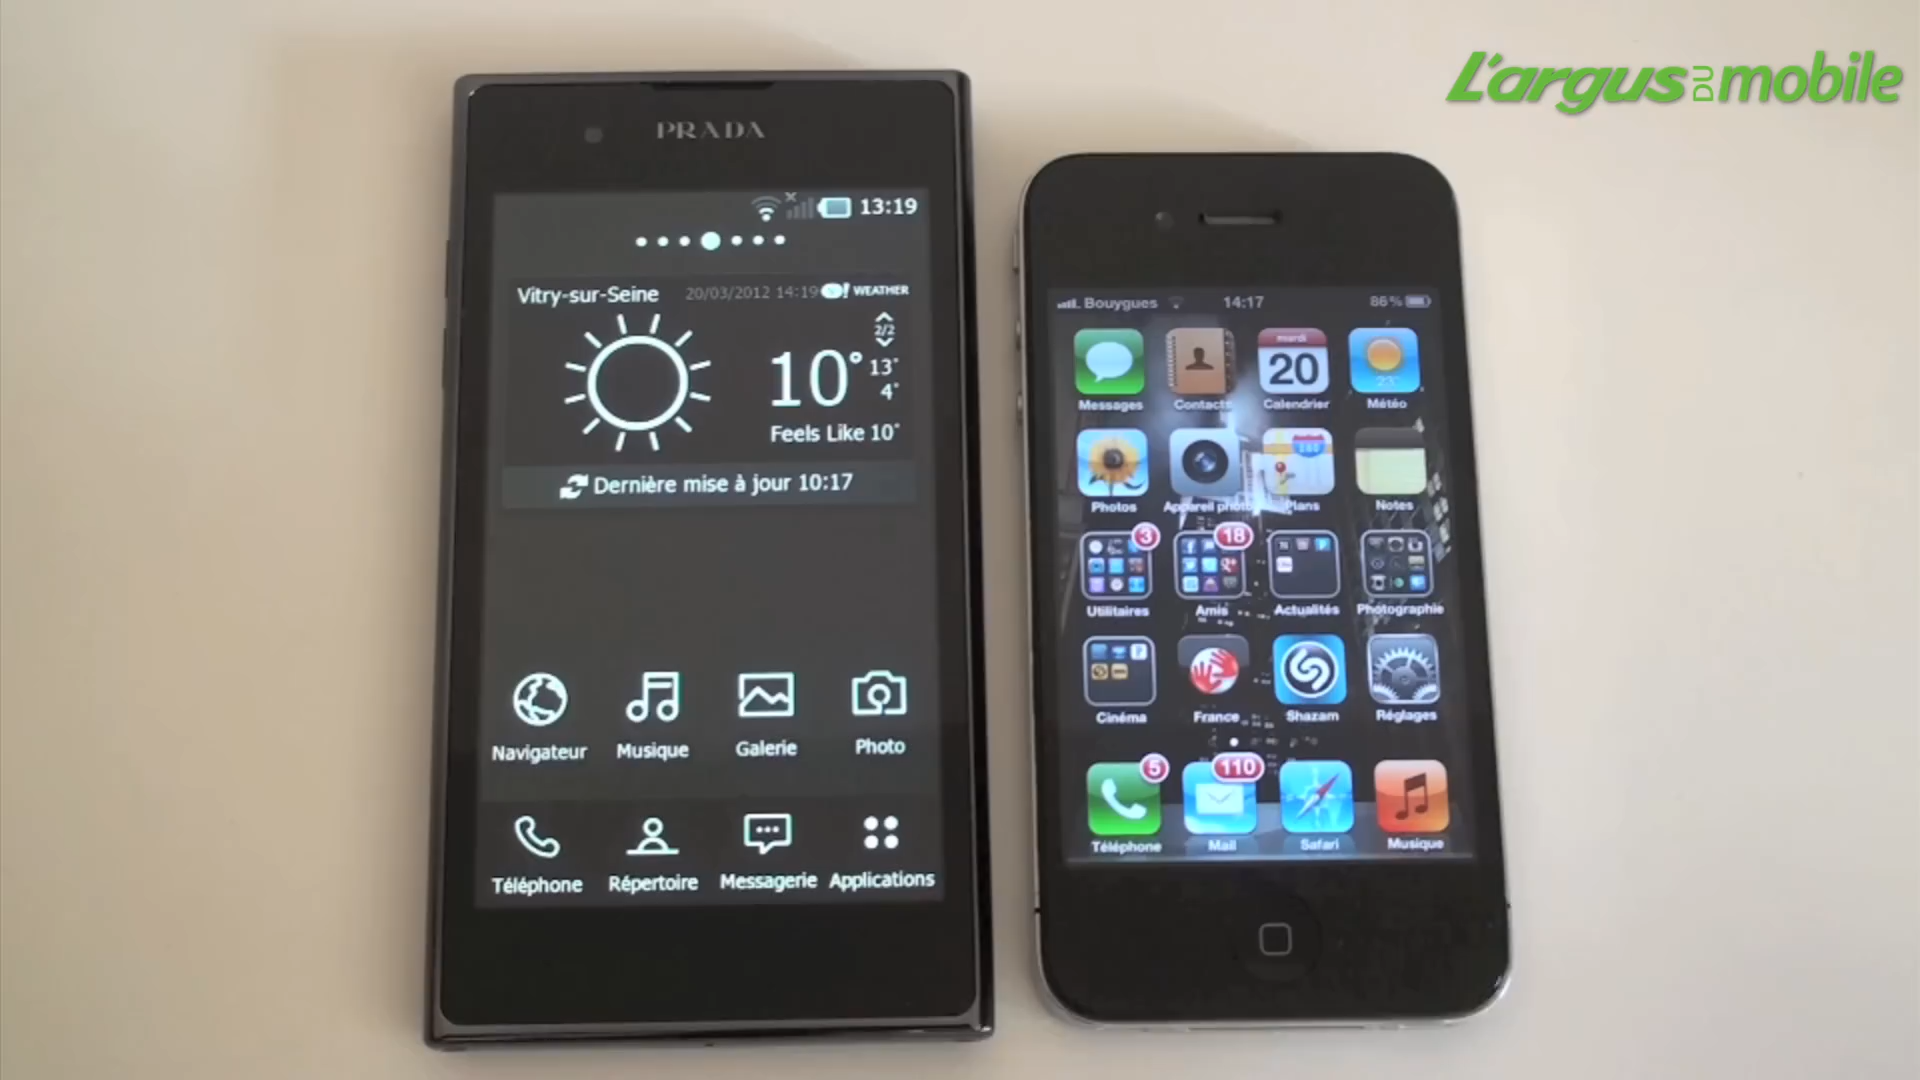 L'argus DU mobile
PRADA
13:19
Vitry-sur-Seine 20/03/2012 14:19 Y! WEATHER
2/2
10° 13°
4°
Feels Like 10°
Dernière mise à jour 10:17
Navigateur Musique Galerie Photo
Téléphone Répertoire Messagerie Applications
Bouygues 14:17 86%
mardi
20
23°
Messages Contacts Calendrier Météo
280
Photos Appareil photo Plans Notes
3 18
Utilitaires Amis Actualités Photographie
Cinéma France Shazam Réglages
5 110
Téléphone Mail Safari Musique